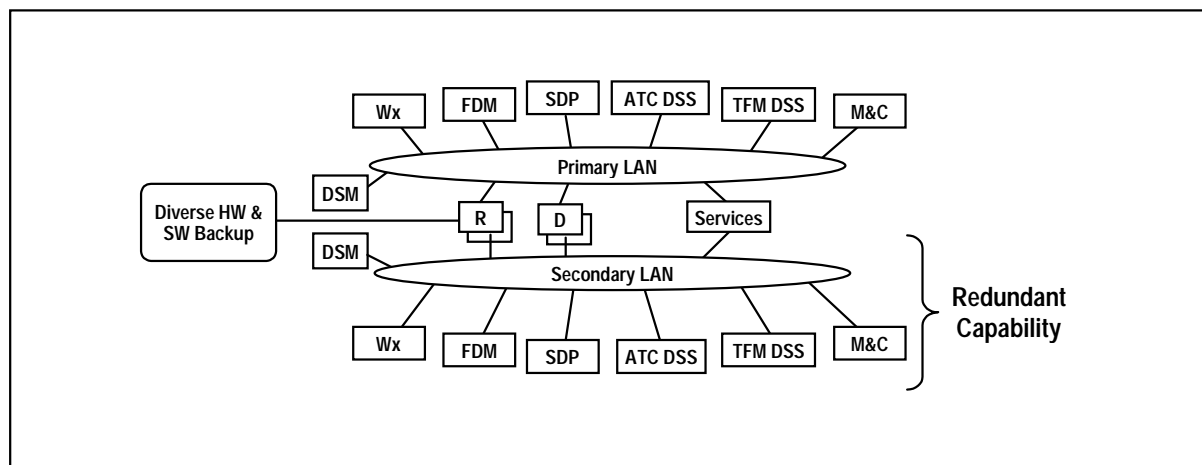 Wx
FDM
SDP
ATC DSS
TFM DSS
M&C
Primary LAN
DSM
Diverse HW &
SW Backup
R
D
Services
DSM
Secondary LAN
Redundant
Capability
Wx
FDM
SDP
ATC DSS
TFM DSS
M&C